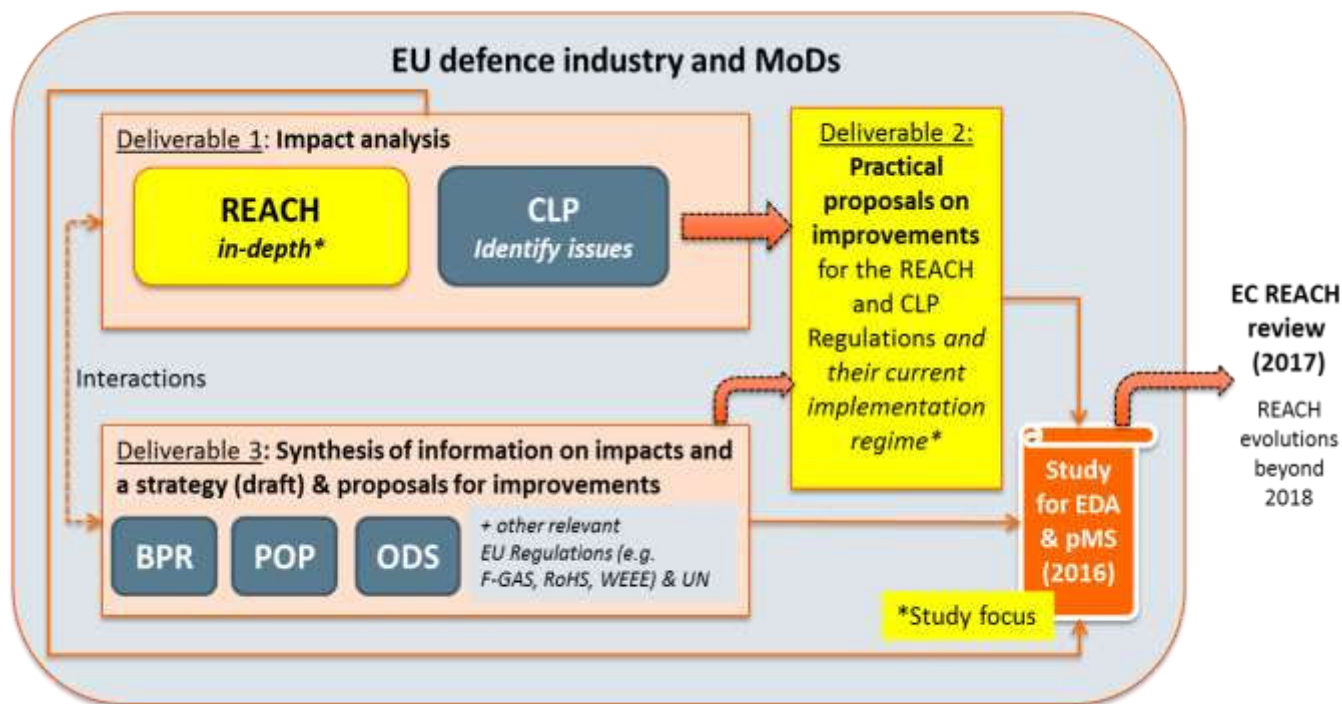 EU defence industry and MoDs
Deliverable 1: Impact analysis
REACH
in-depth*
CLP
Identify issues
Deliverable 2:
Practical
proposals on
improvements
for the REACH
and CLP
Regulations and
their current
implementation
regime*
Interactions
Deliverable 3: Synthesis of information on impacts and
a strategy (draft) & proposals for improvements
BPR
POP
ODS
+ other relevant
EU Regulations (e.g.
F-GAS, RoHS, WEEE) & UN
Study
for EDA
& pMS
(2016)
*Study focus
EC REACH
review
(2017)
REACH
evolutions
beyond
2018